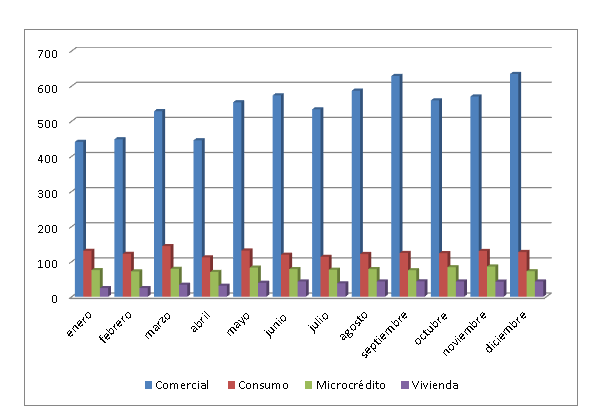 700
600
500
400
300
200
100
0
enero
febrero
marzo
abril
mayo
junio
julio
agosto
septiembre
octubre
noviembre
diciembre
Comercial Consumo Microcrédito Vivienda